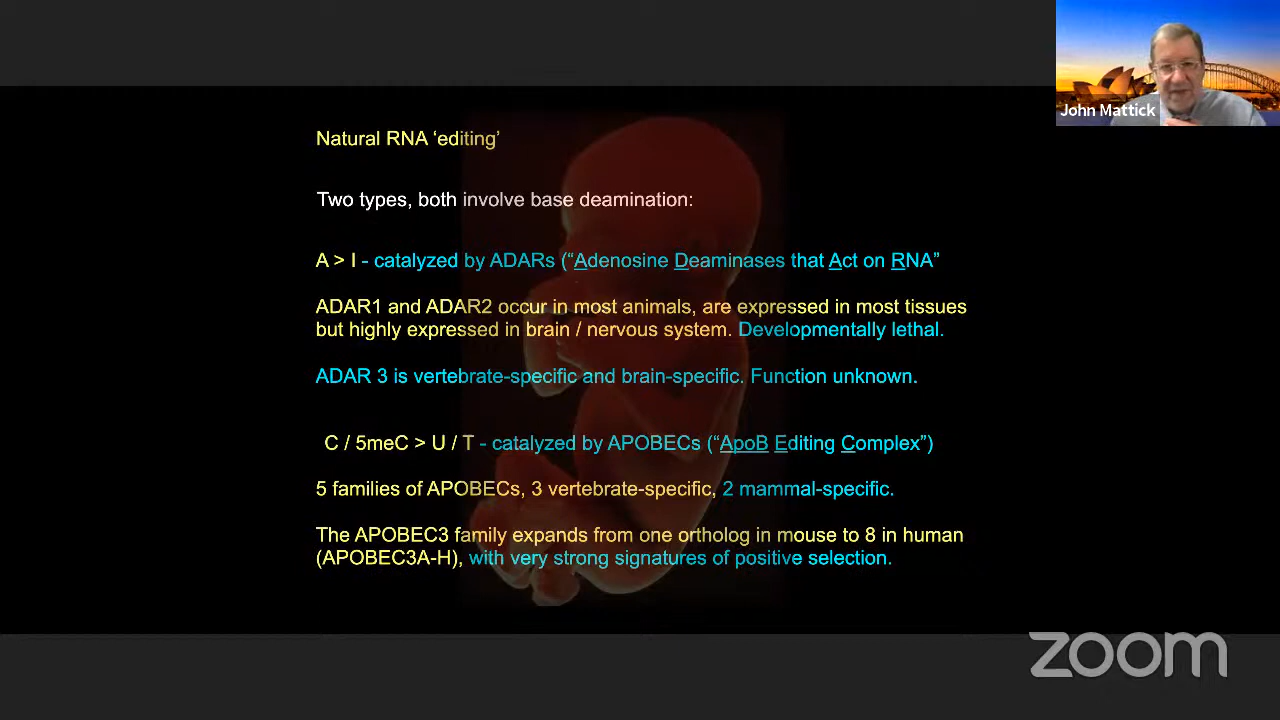 John Mattick
Natural RNA ‘editing’
Two types, both involve base deamination:
A > I - catalyzed by ADARs (“Adenosine Deaminases that Act on RNA”
ADAR1 and ADAR2 occur in most animals, are expressed in most tissues
but highly expressed in brain / nervous system. Developmentally lethal.
ADAR 3 is vertebrate-specific and brain-specific. Function unknown.
C / 5meC > U / T - catalyzed by APOBECs (“ApoB Editing Complex”)
5 families of APOBECs, 3 vertebrate-specific, 2 mammal-specific.
The APOBEC3 family expands from one ortholog in mouse to 8 in human
(APOBEC3A-H), with very strong signatures of positive selection.
zoom